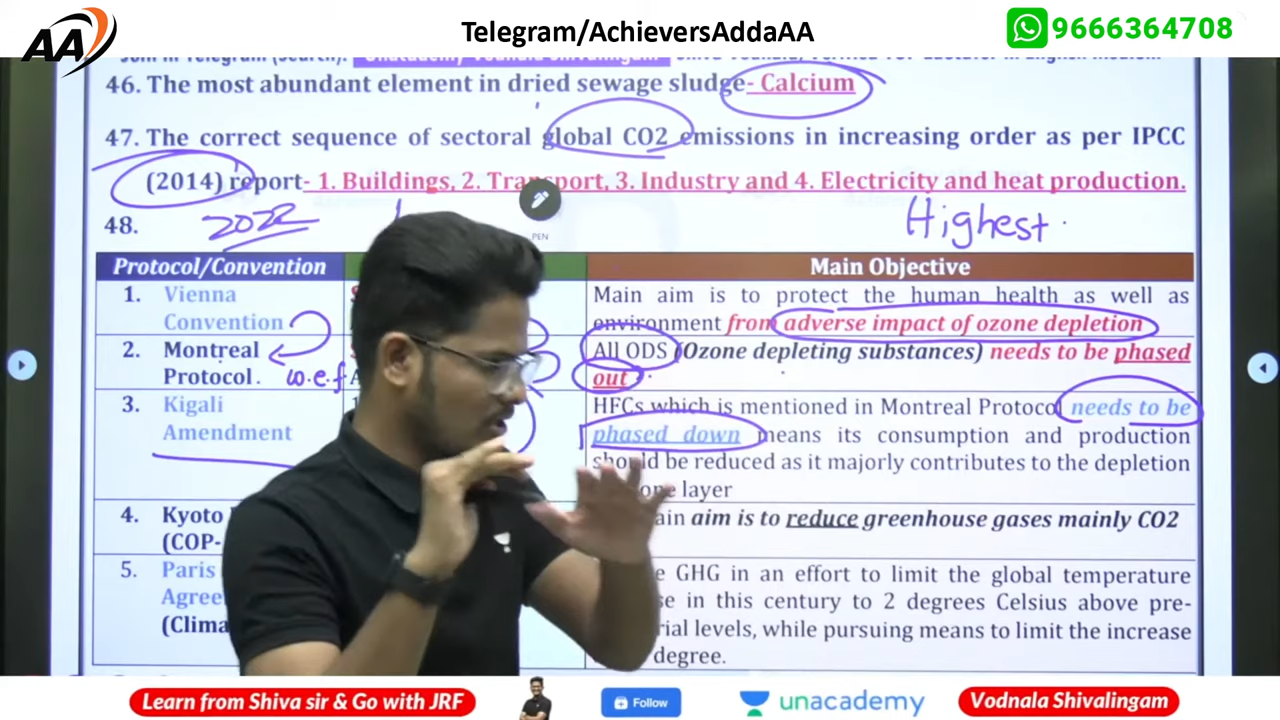 AA
Telegram/AchieversAddaAA
9666364708
46. The most abundant element in dried sewage sludge- Calcium
47. The correct sequence of sectoral global CO2 emissions in increasing order as per IPCC
(2014) report- 1. Buildings, 2. Transport, 3. Industry and 4. Electricity and heat production.
48.
2022
Highest
PEN
Protocol/Convention
Main Objective
1. Vienna
Convention
Main aim is to protect the human health as well as
environment from adverse impact of ozone depletion
2. Montreal
Protocol.
w.e.f
All ODS (Ozone depleting substances) needs to be phased
out
3. Kigali
Amendment
HFCs which is mentioned in Montreal Protocol needs to be
phased down means its consumption and production
should be reduced as it majorly contributes to the depletion
layer
4. Kyoto
(COP-
aim is to reduce greenhouse gases mainly CO2
5. Paris
(Clima
GHG in an effort to limit the global temperature
in this century to 2 degrees Celsius above pre-
levels, while pursuing means to limit the increase
degree.
Learn from Shiva sir & Go with JRF
Follow
unacademy
Vodnala Shivalingam